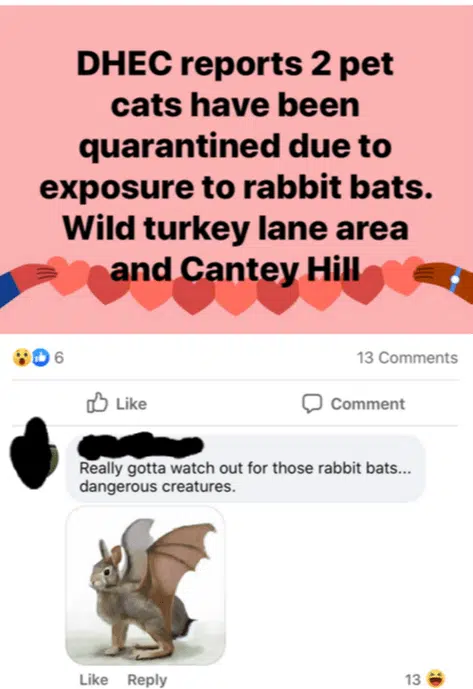 DHEC reports 2 pet
cats have been
quarantined due to
exposure to rabbit bats.
Wild turkey lane area
and Cantey Hill
6
13 Comments
Like
Comment
Really gotta watch out for those rabbit bats...
dangerous creatures.
Like Reply
13